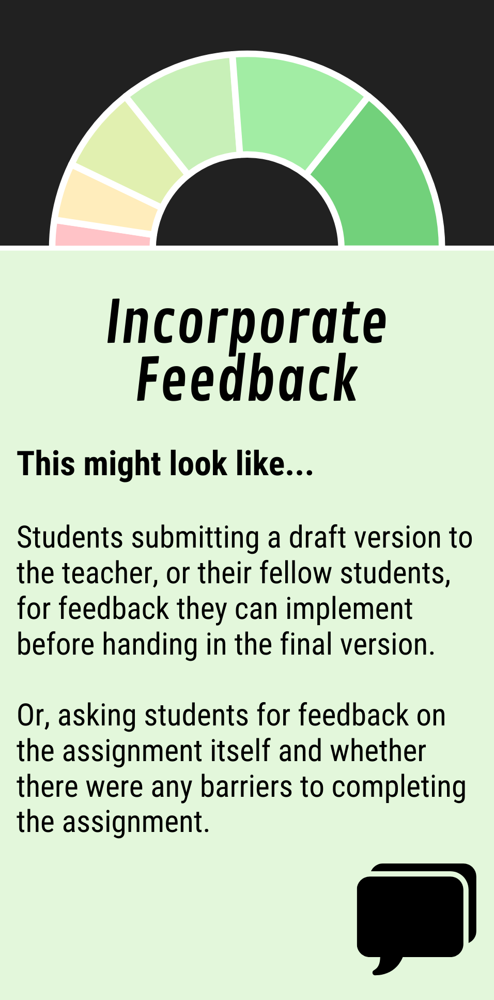 Incorporate
Feedback
This might look like...
Students submitting a draft version to
the teacher, or their fellow students,
for feedback they can implement
before handing in the final version.
Or, asking students for feedback on
the assignment itself and whether
there were any barriers to completing
the assignment.